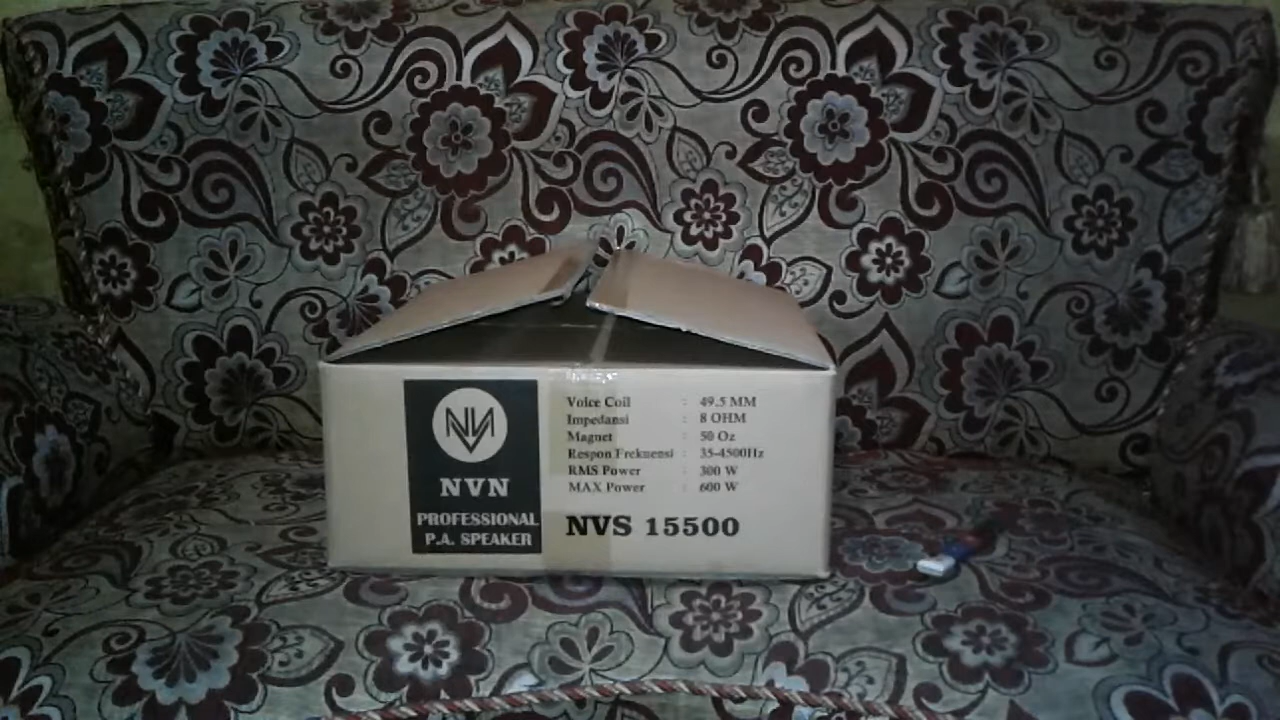 NVN
PROFESSIONAL
P.A. SPEAKER
Voice Coil : 49.5 MM
Impedansi : 8 OHM
Magnet : 50 Oz
Respon Frekuensi : 35-4500Hz
RMS Power : 300 W
MAX Power : 600 W
NVS 15500